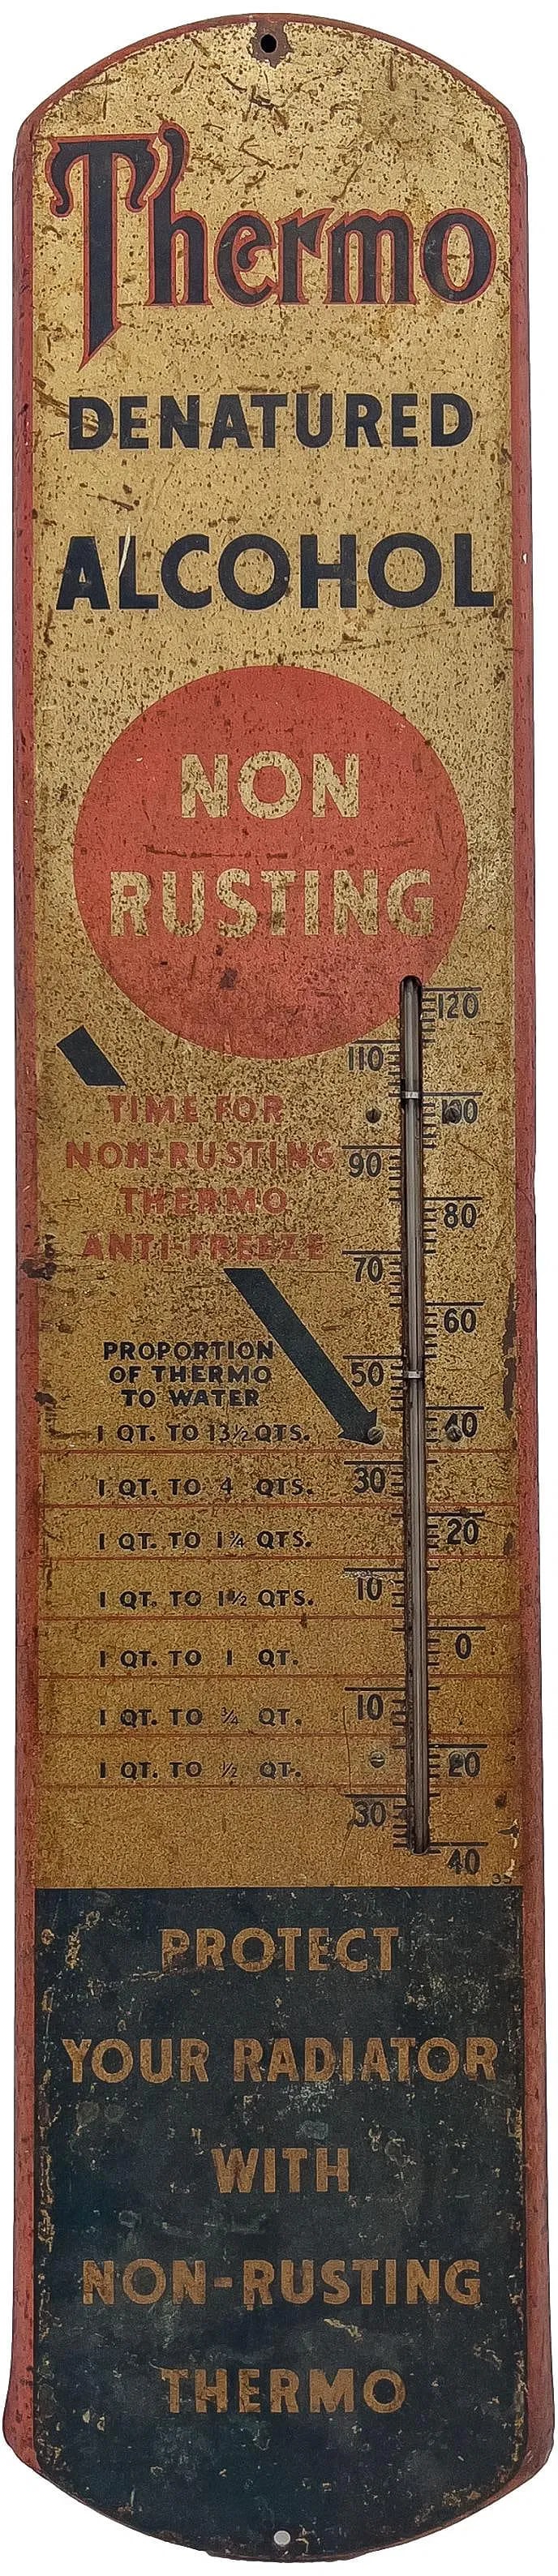 Thermo
DENATURED
ALCOHOL
NON
RUSTING
120
110
TIME FOR
100
NON-RUSTING
90
THERMO
80
ANTI-FREEZE
70
60
PROPORTION
OF THERMO
50
TO WATER
1 QT. TO 13½ QTS.
40
1 QT. TO 4 QTS.
30
1 QT. TO 1¾ QTS.
20
1 QT. TO 1½ QTS.
10
1 QT. TO 1 QT.
0
1 QT. TO ¾ QT.
10
1 QT. TO ½ QT.
20
30
40
PROTECT
YOUR RADIATOR
WITH
NON-RUSTING
THERMO